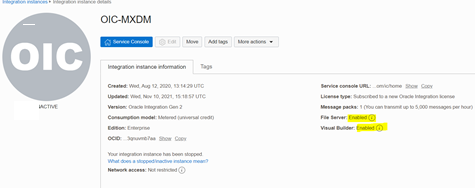 Integration instances › Integration instance details
OIC-MXDM
Service Console Edit Move Add tags More actions
OIC
IACTIVE
Integration instance information Tags
Created: Wed, Aug 12, 2020, 13:14:29 UTC
Updated: Wed, Nov 10, 2021, 15:18:57 UTC
Version: Oracle Integration Gen.2
Consumption model: Metered (universal credit)
Edition: Enterprise
OCID: Show Copy
Your integration instance has been stopped.
What does a stopped/inactive instance mean?
Network access: Not restricted
Service console URL: ...om/ic/home Show Copy
License type: Subscribed to a new Oracle Integration license
Message packs: 1 (You can transmit up to 5,000 messages per hour)
File Server: Enabled
Visual Builder: Enabled